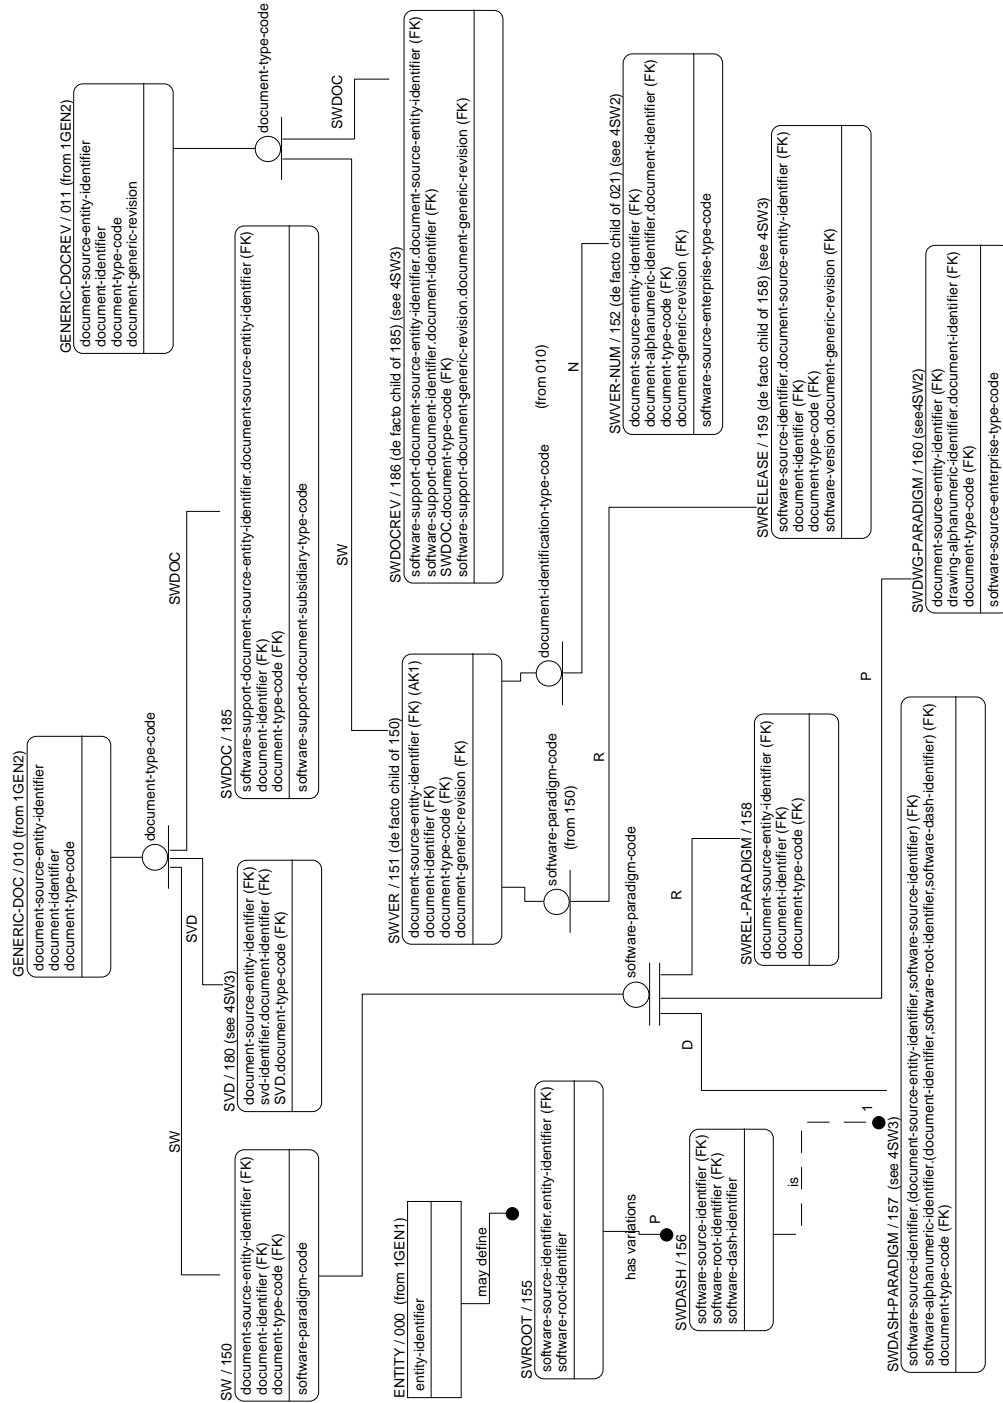 GENERIC-DOC / 010 (from 1GEN2)
document-source-entity-identifier
document-identifier
document-type-code
document-type-code
SW
SVD
SWDOC
GENERIC-DOCREV / 011 (from 1GEN2)
document-source-entity-identifier
document-identifier
document-type-code
document-generic-revision
document-type-code
SW
SWDOC
SW / 150
document-source-entity-identifier (FK)
document-identifier (FK)
document-type-code (FK)
software-paradigm-code
SVD / 180 (see 4SW3)
document-source-entity-identifier (FK)
svd-identifier.document-identifier (FK)
SVD.document-type-code (FK)
SWDOC / 185
software-support-document-source-entity-identifier.document-source-entity-identifier (FK)
document-identifier (FK)
document-type-code (FK)
software-support-document-subsidiary-type-code
SWDOCREV / 186 (de facto child of 185) (see 4SW3)
software-support-document-source-entity-identifier.document-source-entity-identifier (FK)
software-support-document-identifier.document-identifier (FK)
SWDOC.document-type-code (FK)
software-support-document-generic-revision.document-generic-revision (FK)
ENTITY / 000 (from 1GEN1)
entity-identifier
may define
SWVER / 151 (de facto child of 150)
document-source-entity-identifier (FK) (AK1)
document-identifier (FK)
document-type-code (FK)
document-generic-revision (FK)
SWROOT / 155
software-source-identifier.entity-identifier (FK)
software-root-identifier
has variations
P
software-paradigm-code
(from 150)
R
document-identification-type-code
(from 010)
N
software-paradigm-code
D
R
P
SWVER-NUM / 152 (de facto child of 021) (see 4SW2)
document-source-entity-identifier (FK)
document-alphanumeric-identifier.document-identifier (FK)
document-type-code (FK)
document-generic-revision (FK)
software-source-enterprise-type-code
SWDASH / 156
software-source-identifier (FK)
software-root-identifier (FK)
software-dash-identifier
is
1
SWREL-PARADIGM / 158
document-source-entity-identifier (FK)
document-identifier (FK)
document-type-code (FK)
SWRELEASE / 159 (de facto child of 158) (see 4SW3)
software-source-identifier.document-source-entity-identifier (FK)
document-identifier (FK)
document-type-code (FK)
software-version.document-generic-revision (FK)
SWDASH-PARADIGM / 157 (see 4SW3)
software-source-identifier.(document-source-entity-identifier,software-source-identifier) (FK)
software-alphanumeric-identifier.(document-identifier,software-root-identifier,software-dash-identifier) (FK)
document-type-code (FK)
SWDWG-PARADIGM / 160 (see4SW2)
document-source-entity-identifier (FK)
drawing-alphanumeric-identifier.document-identifier (FK)
document-type-code (FK)
software-source-enterprise-type-code